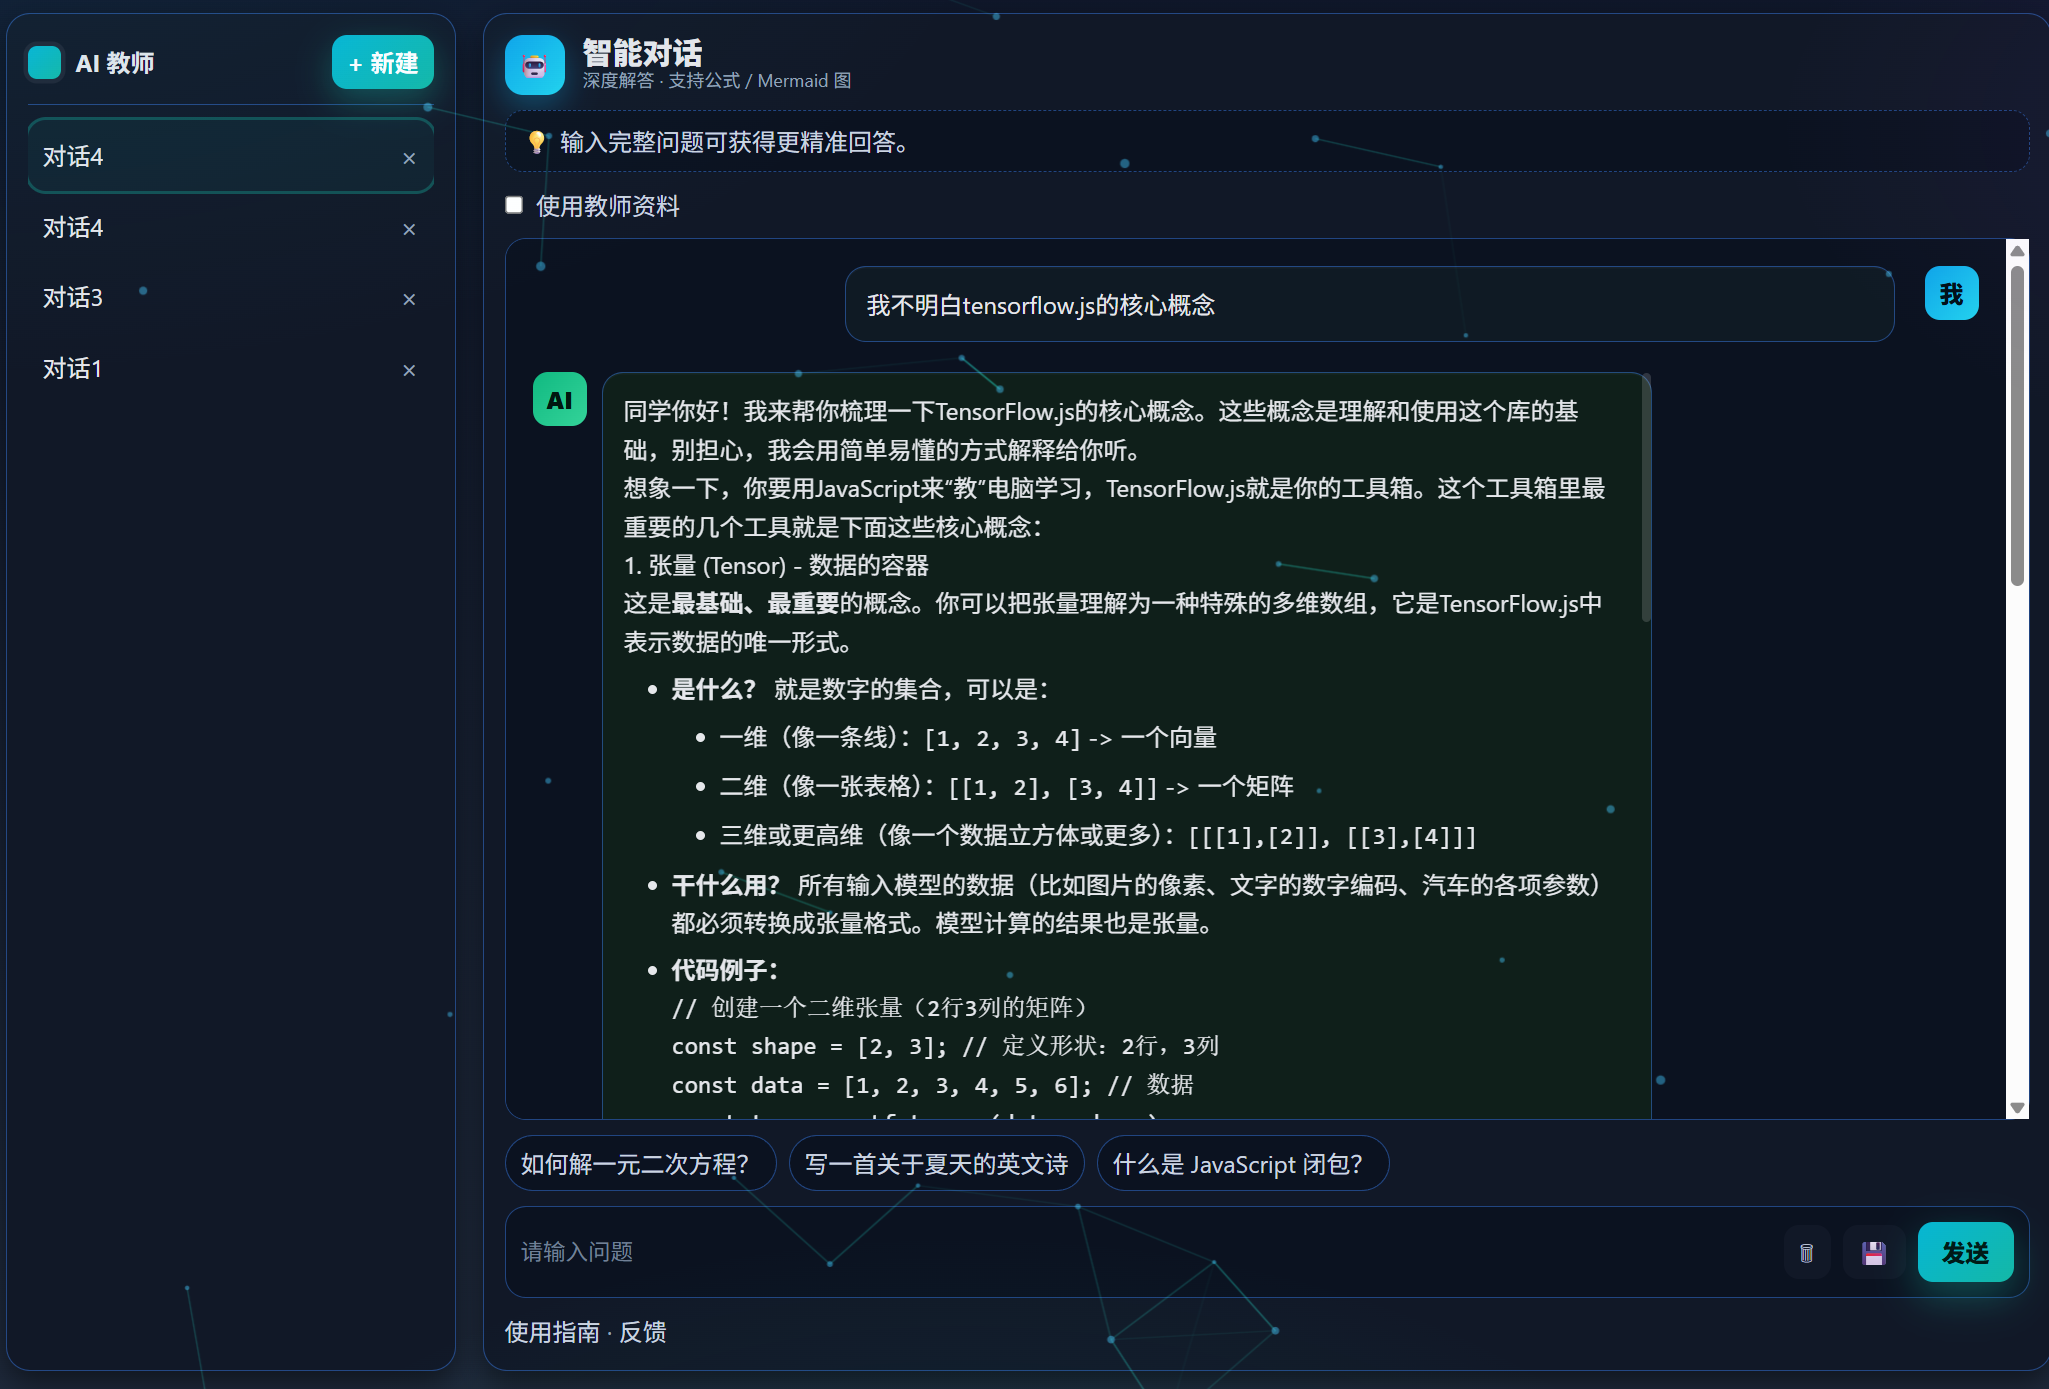 AI 教师
+ 新建
对话4
×
对话4
×
对话3
×
对话1
×
智能对话
深度解答 · 支持公式 / Mermaid 图
💡 输入完整问题可获得更精准回答。
使用教师资料
我不明白tensorflow.js的核心概念
我
AI
同学你好！我来帮你梳理一下TensorFlow.js的核心概念。这些概念是理解和使用这个库的基
础，别担心，我会用简单易懂的方式解释给你听。
想象一下，你要用JavaScript来“教”电脑学习，TensorFlow.js就是你的工具箱。这个工具箱里最
重要的几个工具就是下面这些核心概念：
1. 张量 (Tensor) - 数据的容器
这是最基础、最重要的概念。你可以把张量理解为一种特殊的多维数组，它是TensorFlow.js中
表示数据的唯一形式。
• 是什么？ 就是数字的集合，可以是：
• 一维（像一条线）：[1, 2, 3, 4] -> 一个向量
• 二维（像一张表格）：[[1, 2], [3, 4]] -> 一个矩阵
• 三维或更高维（像一个数据立方体或更多）：[[[1],[2]], [[3],[4]]]
• 干什么用？ 所有输入模型的数据（比如图片的像素、文字的数字编码、汽车的各项参数）
都必须转换成张量格式。模型计算的结果也是张量。
• 代码例子：
// 创建一个二维张量（2行3列的矩阵）
const shape = [2, 3]; // 定义形状：2行，3列
const data = [1, 2, 3, 4, 5, 6]; // 数据
如何解一元二次方程？
写一首关于夏天的英文诗
什么是 JavaScript 闭包？
请输入问题
发送
使用指南 · 反馈